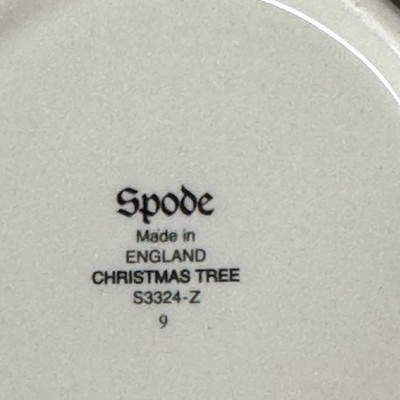 Spode
Made in
ENGLAND
CHRISTMAS TREE
S3324-Z
9